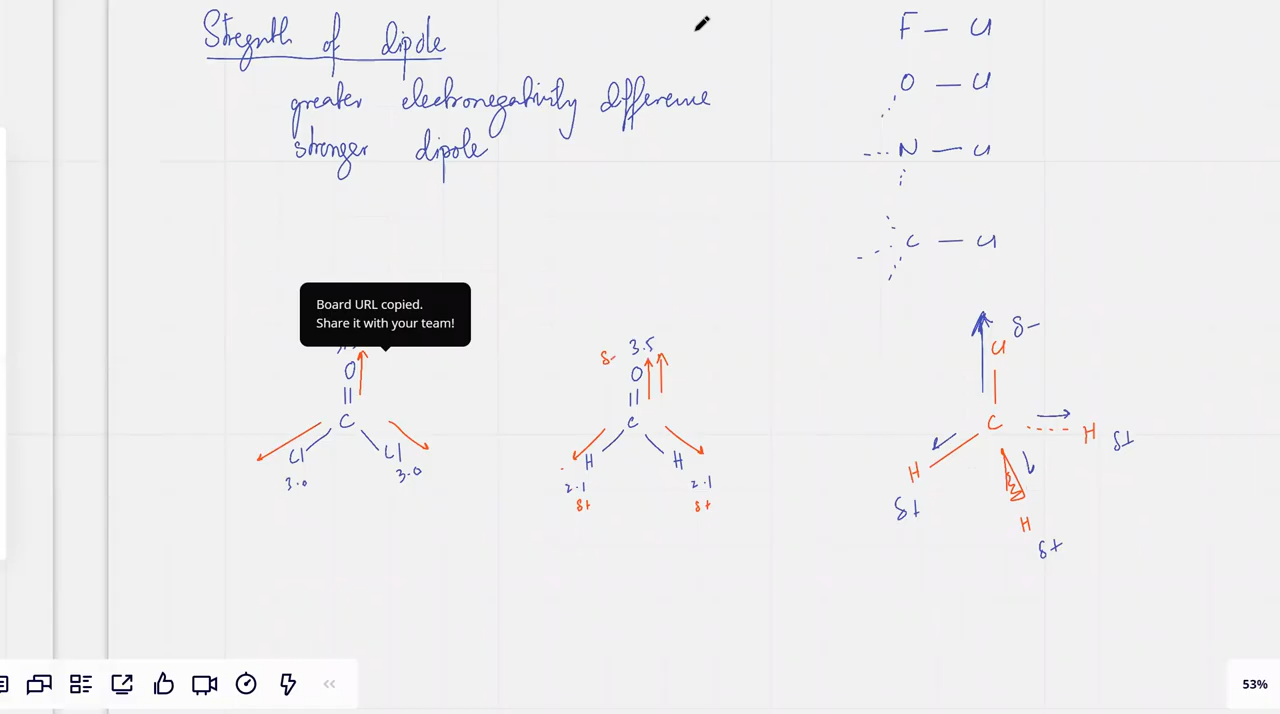 Stregnth of dipole
greater electronegativity difference
stronger dipole
F — Cl
O — Cl
N — Cl
C — Cl
Board URL copied.
Share it with your team!
O
C
Cl
Cl
3.0
3.0
δ-
3.5
O
C
H
H
2.1
2.1
δ+
δ+
δ-
Cl
C
H
δ+
H
δ+
H
δ+
53%